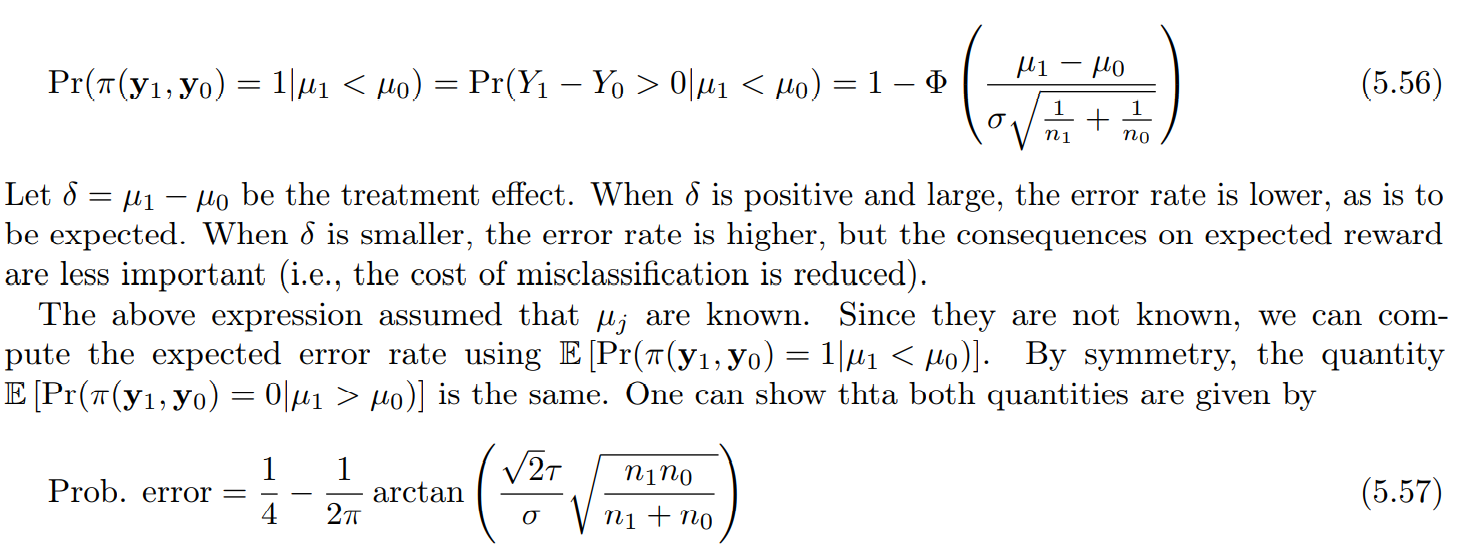 Pr(π(y₁, y₀) = 1|μ₁ < μ₀) = Pr(Y₁ − Y₀ > 0|μ₁ < μ₀) = 1 − Φ ( (μ₁ − μ₀) / (σ√(1/n₁ + 1/n₀)) ) (5.56)
Let δ = μ₁ − μ₀ be the treatment effect. When δ is positive and large, the error rate is lower, as is to
be expected. When δ is smaller, the error rate is higher, but the consequences on expected reward
are less important (i.e., the cost of misclassification is reduced).
The above expression assumed that μⱼ are known. Since they are not known, we can com-
pute the expected error rate using 𝔼 [Pr(π(y₁, y₀) = 1|μ₁ < μ₀)]. By symmetry, the quantity
𝔼 [Pr(π(y₁, y₀) = 0|μ₁ > μ₀)] is the same. One can show thta both quantities are given by
Prob. error = 1/4 − 1/(2π) arctan ( (√2τ/σ) √(n₁n₀/(n₁ + n₀)) ) (5.57)